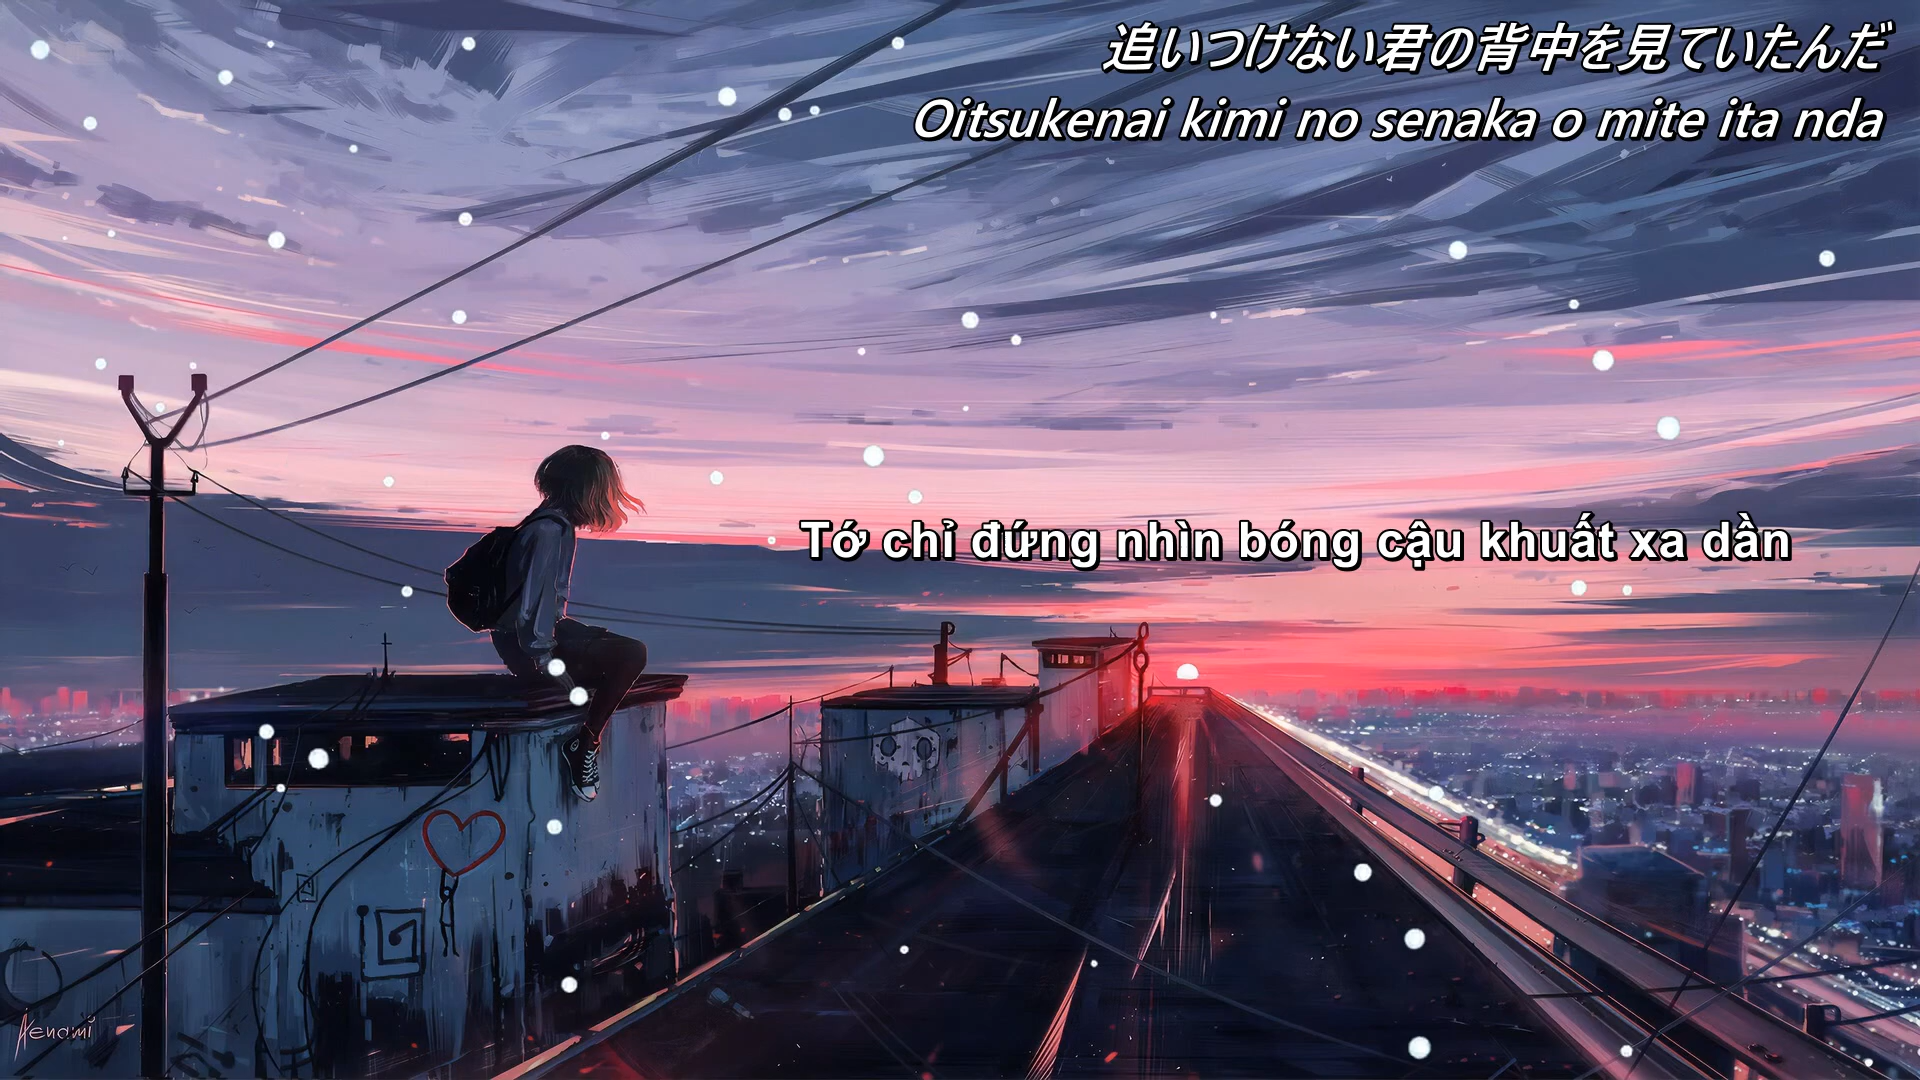 追いつけない君の背中を見ていたんだ
Oitsukenai kimi no senaka o mite ita nda
Tớ chỉ đứng nhìn bóng cậu khuất xa dần
Aenami